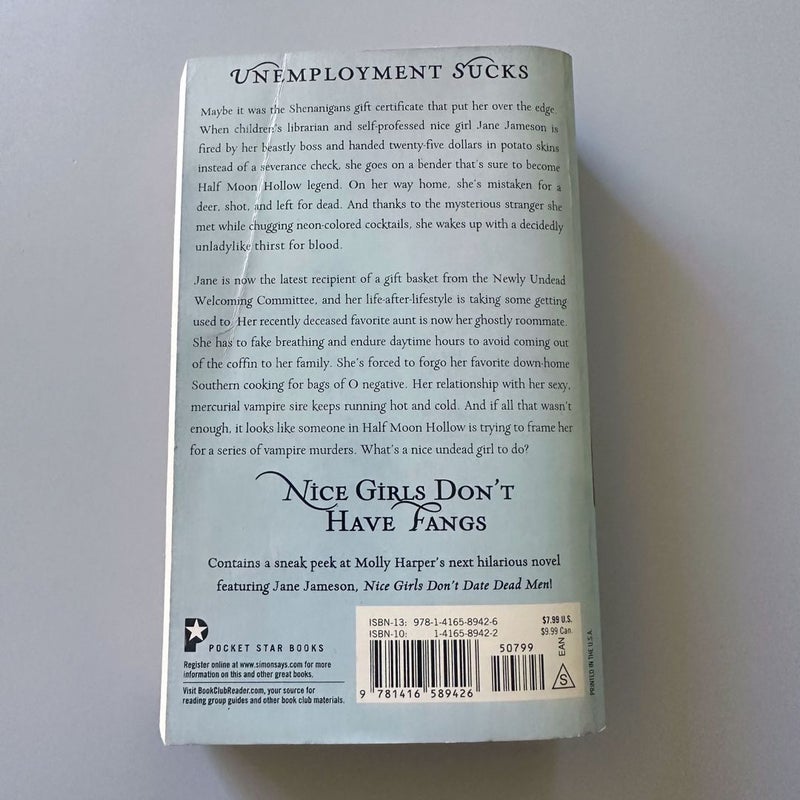 UNEMPLOYMENT SUCKS
Maybe it was the Shenanigans gift certificate that put her over the edge.
When children's librarian and self-professed nice girl Jane Jameson is
fired by her beastly boss and handed twenty-five dollars in potato skins
instead of a severance check, she goes on a bender that's sure to become
Half Moon Hollow legend. On her way home, she's mistaken for a
deer, shot, and left for dead. And thanks to the mysterious stranger she
met while chugging neon-colored cocktails, she wakes up with a decidedly
unladylike thirst for blood.
Jane is now the latest recipient of a gift basket from the Newly Undead
Welcoming Committee, and her life-after-lifestyle is taking some getting
used to. Her recently deceased favorite aunt is now her ghostly roommate.
She has to fake breathing and endure daytime hours to avoid coming out
of the coffin to her family. She's forced to forgo her favorite down-home
Southern cooking for bags of O negative. Her relationship with her sexy,
mercurial vampire sire keeps running hot and cold. And if all that wasn't
enough, it looks like someone in Half Moon Hollow is trying to frame her
for a series of vampire murders. What's a nice undead girl to do?
NICE GIRLS DON'T
HAVE FANGS
Contains a sneak peek at Molly Harper's next hilarious novel
featuring Jane Jameson, Nice Girls Don't Date Dead Men!
POCKET STAR BOOKS
Register online at www.simonsays.com for more
information on this and other great books.
Visit BookClubReader.com, your source for
reading group guides and other book club materials.
ISBN-13: 978-1-4165-8942-6
ISBN-10: 1-4165-8942-2
$7.99 U.S.
$9.99 Can.
50799
EAN
S
9 781416 589426
PRINTED IN THE U.S.A.